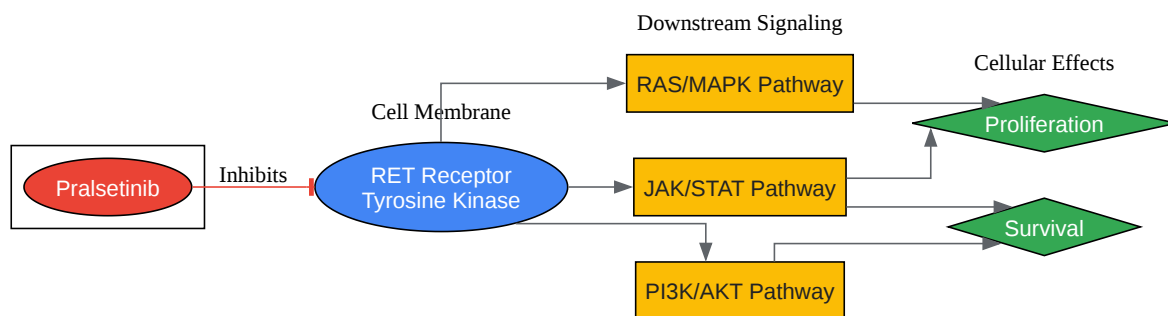 Downstream Signaling
Cellular Effects
RAS/MAPK Pathway
Cell Membrane
Proliferation
Inhibits
Pralsetinib
RET Receptor
Tyrosine Kinase
JAK/STAT Pathway
Survival
PI3K/AKT Pathway